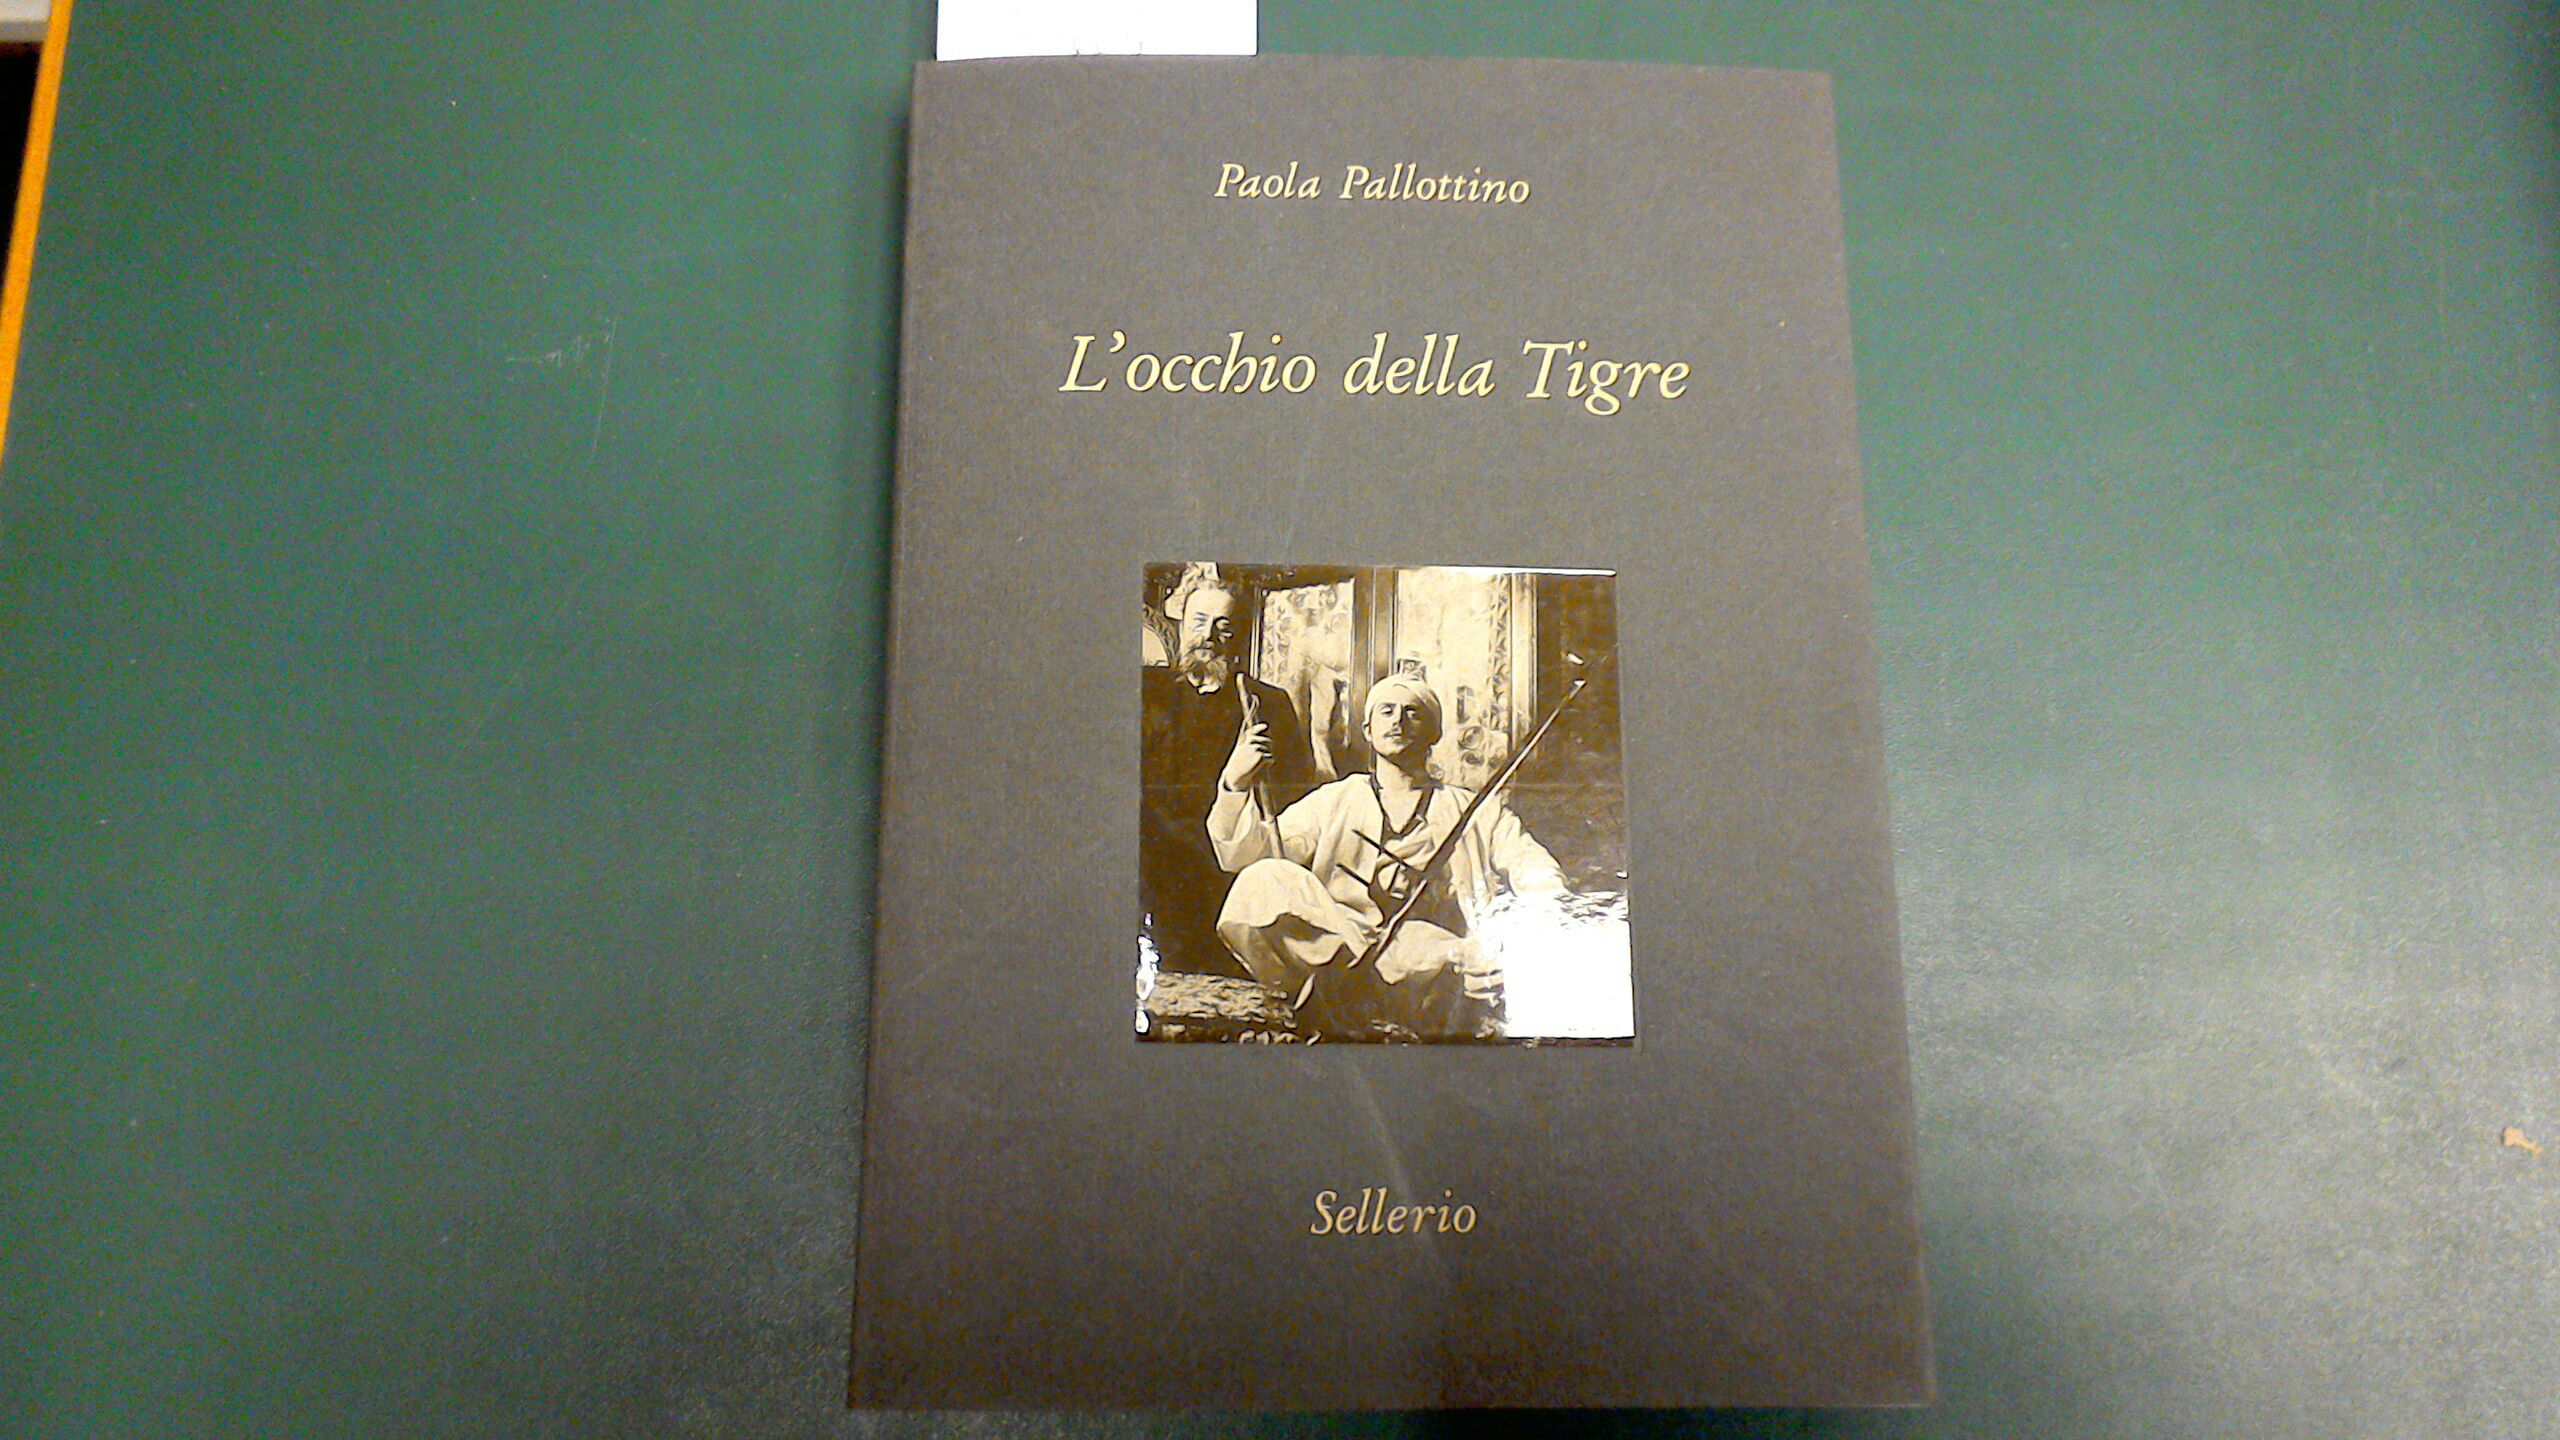 Paola Pallottino
L'occhio della Tigre
Sellerio